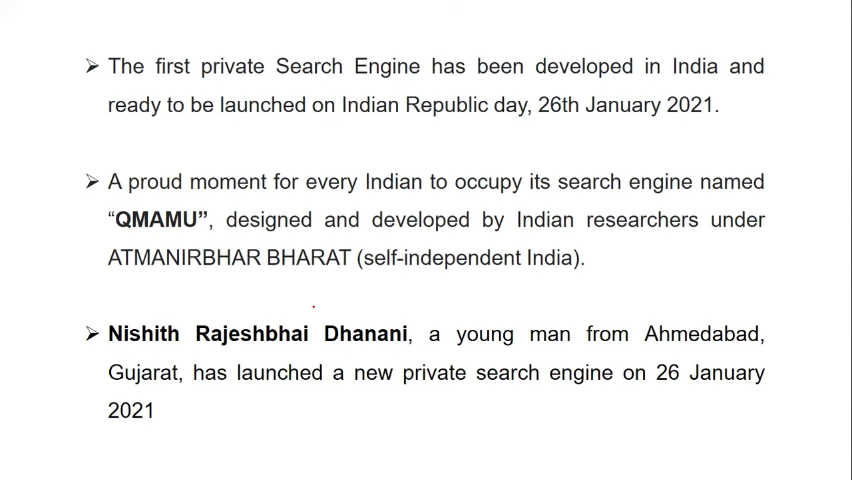 ➢ The first private Search Engine has been developed in India and
ready to be launched on Indian Republic day, 26th January 2021.
➢ A proud moment for every Indian to occupy its search engine named
“QMAMU”, designed and developed by Indian researchers under
ATMANIRBHAR BHARAT (self-independent India).
➢ Nishith Rajeshbhai Dhanani, a young man from Ahmedabad,
Gujarat, has launched a new private search engine on 26 January
2021